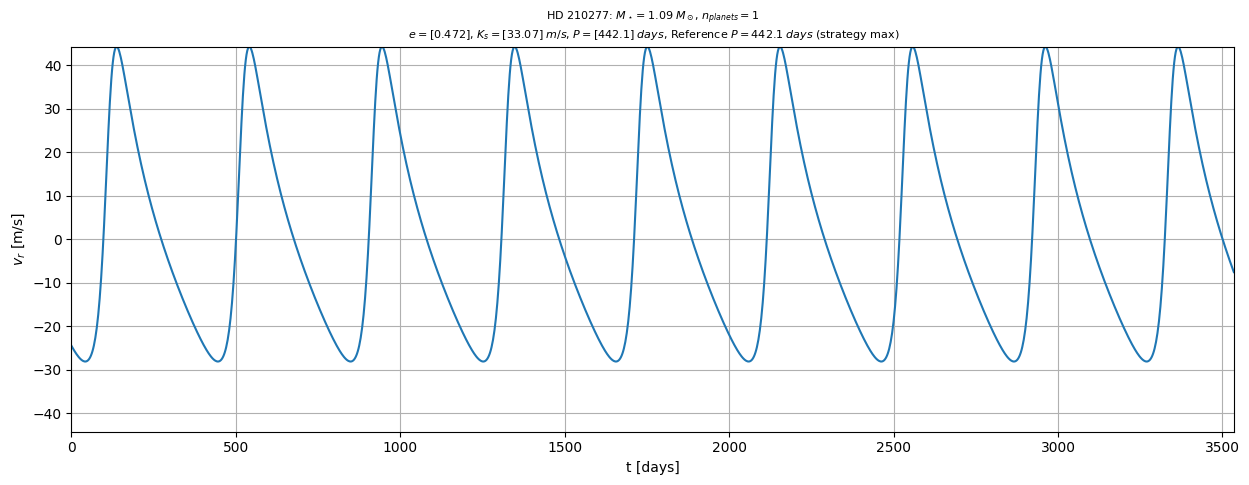 HD 210277: M⋆ = 1.09 M⊙, n_planets = 1
e = [0.472], Kₛ = [33.07] m/s, P = [442.1] days, Reference P = 442.1 days (strategy max)
40
30
20
10
0
−10
−20
−30
−40
vᵣ [m/s]
0 500 1000 1500 2000 2500 3000 3500
t [days]